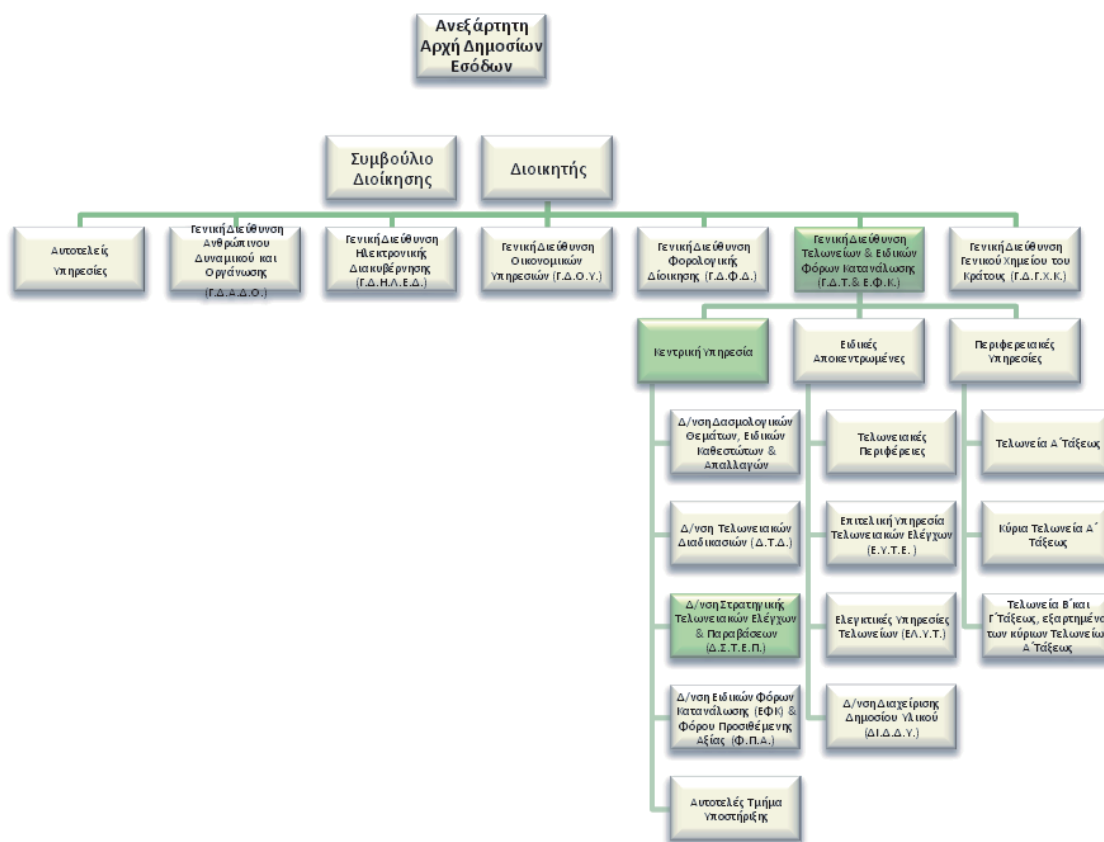 Ανεξάρτητη
Αρχή Δημοσίων
Εσόδων
Συμβούλιο
Διοίκησης
Διοικητής
Αυτοτελείς
Υπηρεσίες
Γενική Διεύθυνση
Ανθρώπινου
Δυναμικού και
Οργάνωσης
(Γ.Δ.Α.Δ.Ο.)
Γενική Διεύθυνση
Ηλεκτρονικής
Διακυβέρνησης
(Γ.Δ.Η.Λ.Ε.Δ.)
Γενική Διεύθυνση
Οικονομικών
Υπηρεσιών (Γ.Δ.Ο.Υ.)
Γενική Διεύθυνση
Φορολογικής
Δίοικησης (Γ.Δ.Φ.Δ.)
Γενική Διεύθυνση
Τελωνείων & Ειδικών
Φόρων Κατανάλωσης
(Γ.Δ.Τ.& Ε.Φ.Κ.)
Γενική Διεύθυνση
Γενικού Χημείου του
Κράτους (Γ.Δ.Γ.Χ.Κ.)
Κεντρική Υπηρεσία
Ειδικές
Αποκεντρωμένες
Περιφερειακές
Υπηρεσίες
Δ/νση Δασμολογικών
Θεμάτων, Ειδικών
Καθεστώτων &
Απαλλαγών
Δ/νση Τελωνειακών
Διαδικασιών (Δ.Τ.Δ.)
Δ/νση Στρατηγικής
Τελωνειακών Ελέγχων
& Παραβάσεων
(Δ.Σ.Τ.Ε.Π.)
Δ/νση Ειδικών Φόρων
Κατανάλωσης (ΕΦΚ) &
Φόρου Προσιθέμενης
Αξίας (Φ.Π.Α.)
Αυτοτελές Τμήμα
Υποστήριξης
Τελωνειακές
Περιφέρειες
Επιτελική Υπηρεσία
Τελωνειακών Ελέγχων
(Ε.Υ.Τ.Ε. )
Ελεγκτικές Υπηρεσίες
Τελωνείων (ΕΛ.Υ.Τ.)
Δ/νση Διαχείρισης
Δημοσίου Υλικού
(ΔΙ.Δ.Δ.Υ.)
Τελωνεία Α΄Τάξεως
Κύρια Τελωνεία Α΄
Τάξεως
Τελωνεία Β΄και
Γ΄Τάξεως, εξαρτημένα
των κύριων Τελωνείων
Α΄Τάξεως